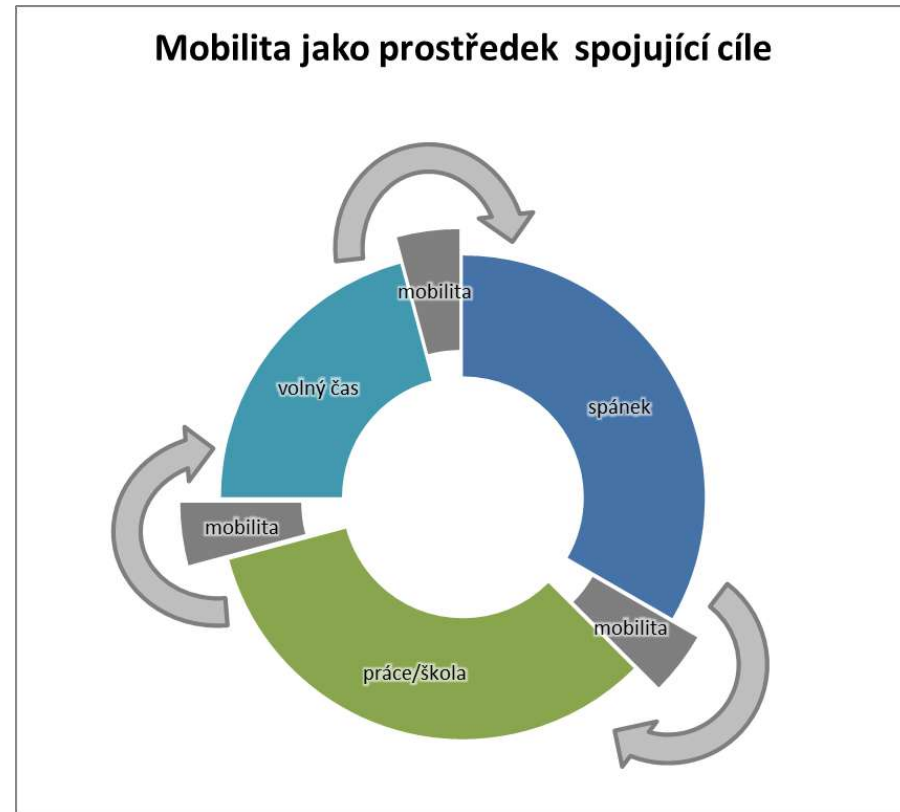 Mobilita jako prostředek spojující cíle
mobilita
volný čas
spánek
mobilita
mobilita
práce/škola